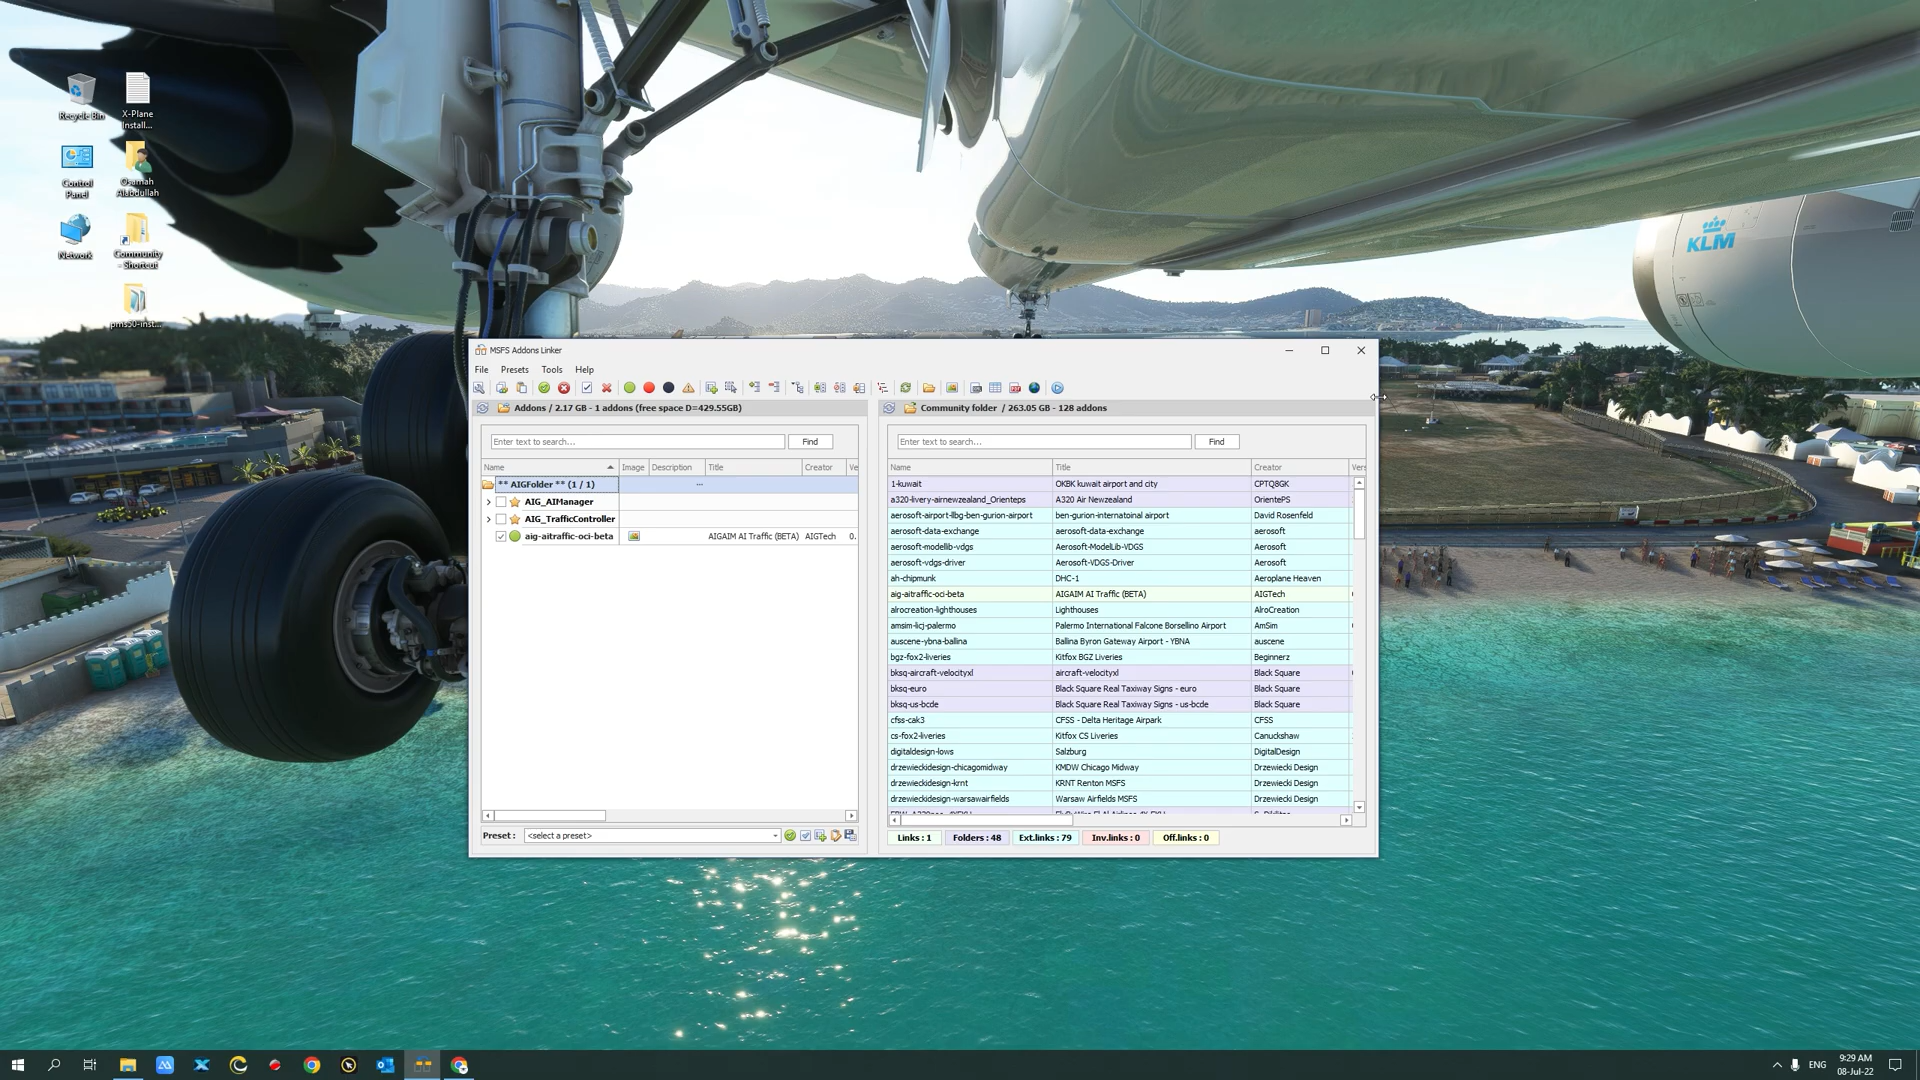 Recycle Bin
X-Plane
Install...
Control
Panel
Osamah
Alabdullah
Network
Community
- Shortcut
pms50-inst...
KLM
MSFS Addons Linker
File Presets Tools Help
Addons / 2.17 GB - 1 addons (free space D=429.55GB)
Enter text to search... Find
Name Image Description Title Creator Ve
** AIGFolder ** (1 / 1) ...
AIG_AIManager
AIG_TrafficController
aig-aitraffic-oci-beta AIGAIM AI Traffic (BETA) AIGTech 0.
Preset : <select a preset>
Community folder / 263.05 GB - 128 addons
Enter text to search... Find
Name Title Creator Vers
1-kuwait OKBK kuwait airport and city CPTQ8GK
a320-livery-airnewzealand_Orienteps A320 Air Newzealand OrientePS
aerosoft-airport-llbg-ben-gurion-airport ben-gurion-internatoinal airport David Rosenfeld
aerosoft-data-exchange aerosoft-data-exchange aerosoft
aerosoft-modellib-vdgs Aerosoft-ModelLib-VDGS Aerosoft
aerosoft-vdgs-driver Aerosoft-VDGS-Driver Aerosoft
ah-chipmunk DHC-1 Aeroplane Heaven
aig-aitraffic-oci-beta AIGAIM AI Traffic (BETA) AIGTech
alrocreation-lighthouses Lighthouses AlroCreation
amsim-licj-palermo Palermo International Falcone Borsellino Airport AmSim
auscene-ybna-ballina Ballina Byron Gateway Airport - YBNA auscene
bgz-fox2-liveries Kitfox BGZ Liveries Beginnerz
bksq-aircraft-velocityxl aircraft-velocityxl Black Square
bksq-euro Black Square Real Taxiway Signs - euro Black Square
bksq-us-bcde Black Square Real Taxiway Signs - us-bcde Black Square
cfss-cak3 CFSS - Delta Heritage Airpark CFSS
cs-fox2-liveries Kitfox CS Liveries Canuckshaw
digitaldesign-lows Salzburg DigitalDesign
drzewieckidesign-chicagomidway KMDW Chicago Midway Drzewiecki Design
drzewieckidesign-krnt KRNT Renton MSFS Drzewiecki Design
drzewieckidesign-warsawairfields Warsaw Airfields MSFS Drzewiecki Design
Links : 1 Folders : 48 Ext.links : 79 Inv.links : 0 Off.links : 0
ENG
9:29 AM
08-Jul-22